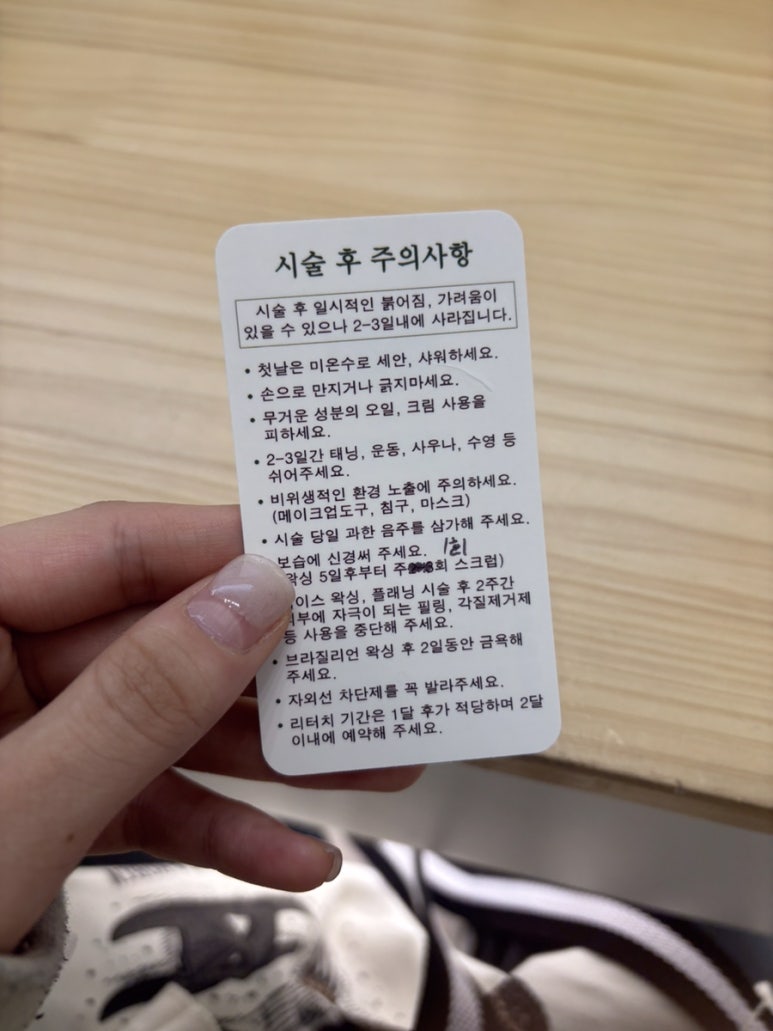 시술 후 주의사항
시술 후 일시적인 붉어짐, 가려움이
있을 수 있으나 2-3일내에 사라집니다.
• 첫날은 미온수로 세안, 샤워하세요.
• 손으로 만지거나 긁지마세요.
• 무거운 성분의 오일, 크림 사용을
피하세요.
• 2-3일간 태닝, 운동, 사우나, 수영 등
쉬어주세요.
• 비위생적인 환경 노출에 주의하세요.
(메이크업도구, 침구, 마스크)
• 시술 당일 과한 음주를 삼가해 주세요.
보습에 신경써 주세요. 1회
왁싱 5일후부터 주 회 스크럽)
이스 왁싱, 플래닝 시술 후 2주간
부에 자극이 되는 필링, 각질제거제
등 사용을 중단해 주세요.
• 브라질리언 왁싱 후 2일동안 금욕해
주세요.
• 자외선 차단제를 꼭 발라주세요.
• 리터치 기간은 1달 후가 적당하며 2달
이내에 예약해 주세요.